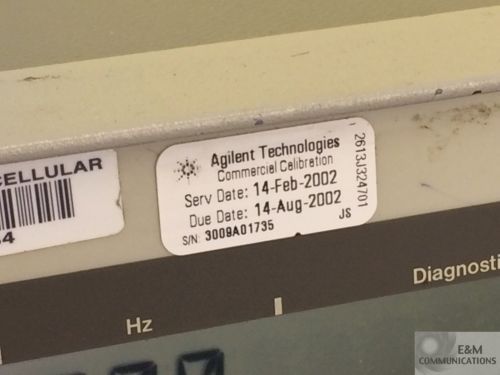 CELLULAR
4
Agilent Technologies
Commercial Calibration
Serv Date: 14-Feb-2002
Due Date: 14-Aug-2002
S/N: 3009A01735
JS
2613J324701
Hz
Diagnosti
E&M
COMMUNICATIONS